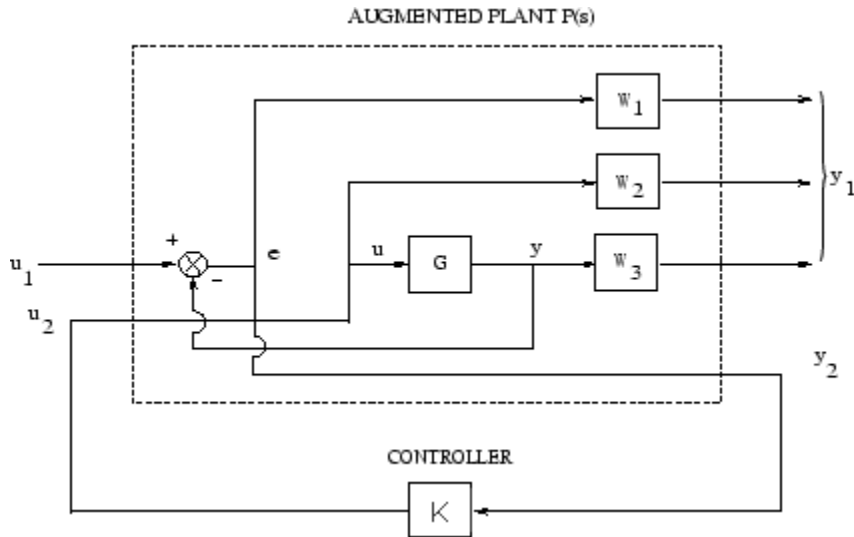 AUGMENTED PLANT P(s)
W1
W2
y1
+
e
u
G
y
W3
u1
−
u2
y2
CONTROLLER
K